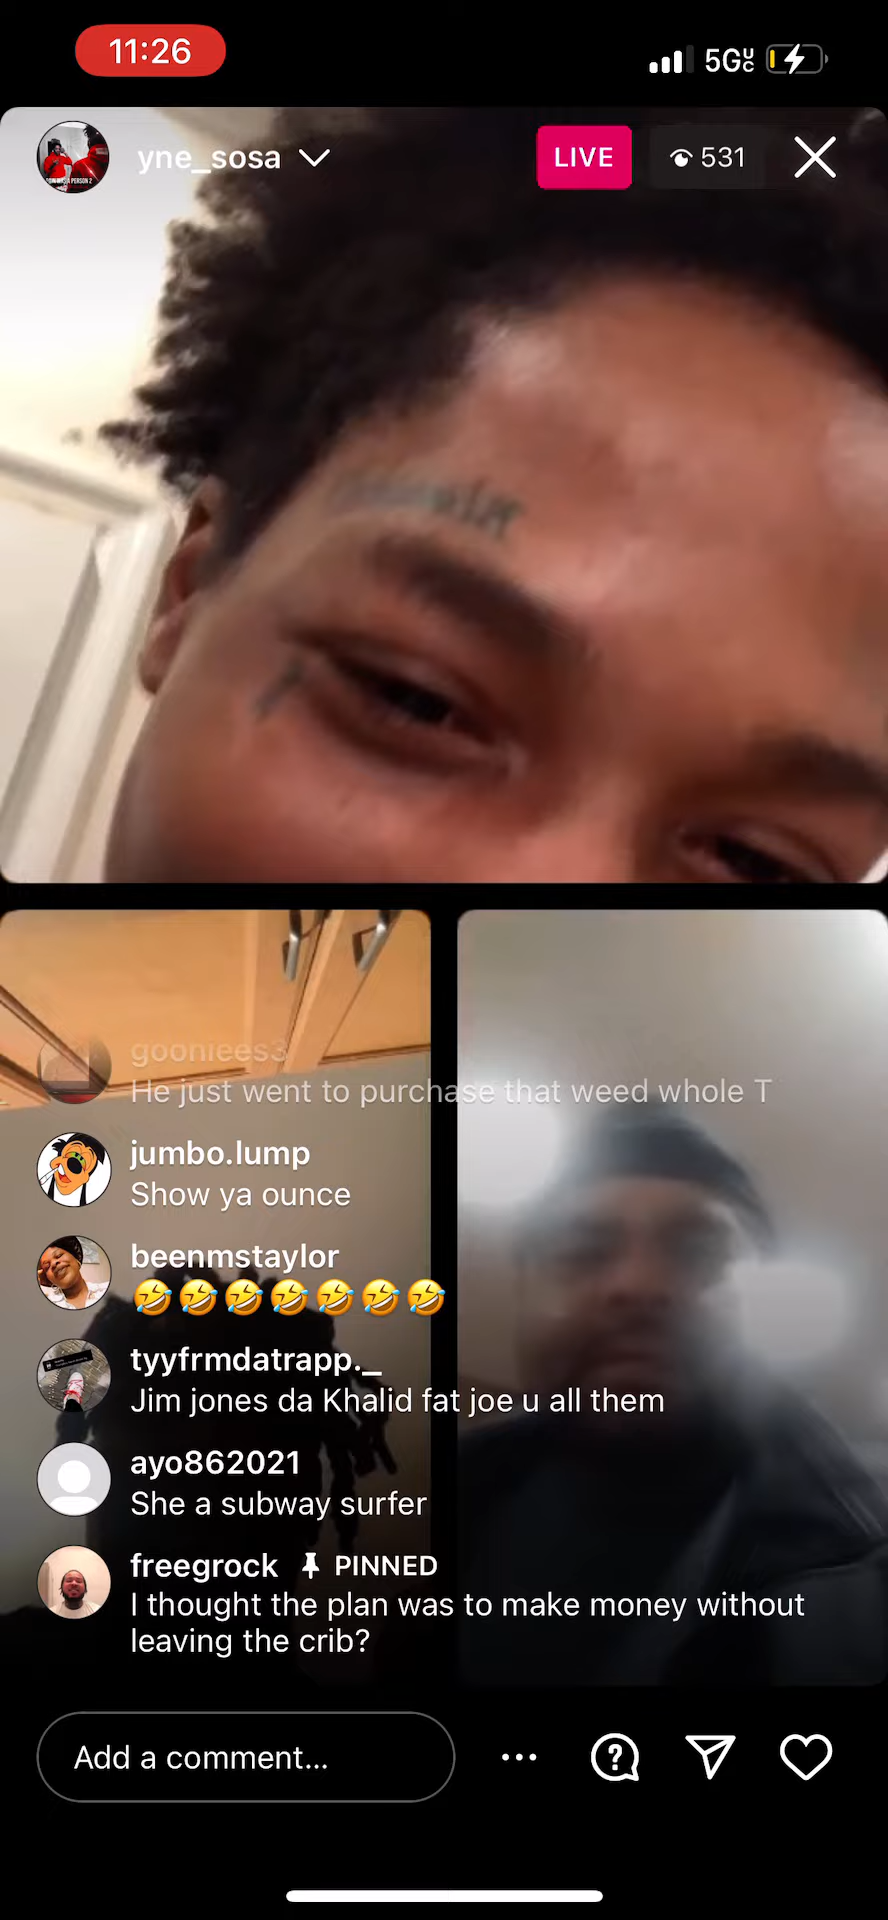 11:26
5G UC
yne_sosa
LIVE
531
gooniees3
He just went to purchase that weed whole T
jumbo.lump
Show ya ounce
beenmstaylor
🤣🤣🤣🤣🤣🤣🤣
tyyfrmdatrapp._
Jim jones da Khalid fat joe u all them
ayo862021
She a subway surfer
freegrock PINNED
I thought the plan was to make money without
leaving the crib?
Add a comment...